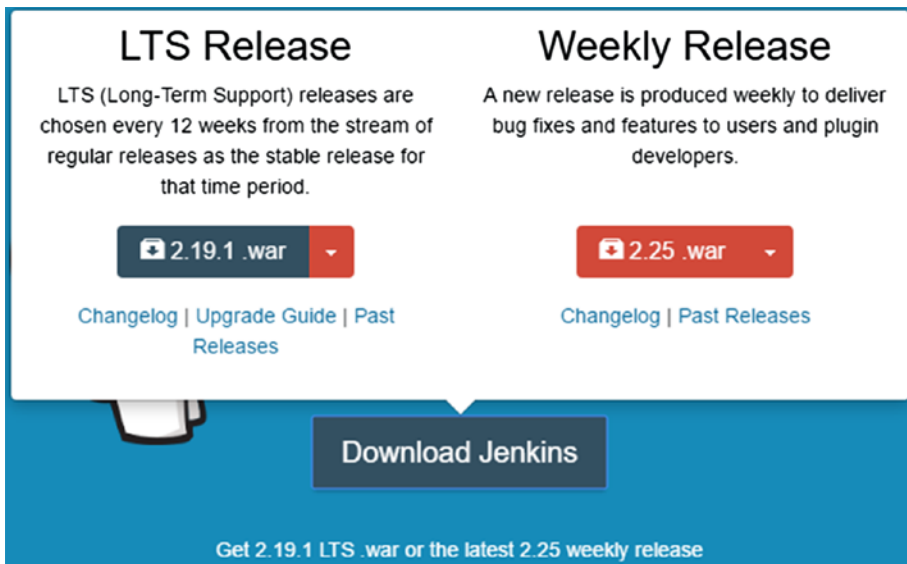 LTS Release
LTS (Long-Term Support) releases are
chosen every 12 weeks from the stream of
regular releases as the stable release for
that time period.
2.19.1 .war
Changelog | Upgrade Guide | Past
Releases
Weekly Release
A new release is produced weekly to deliver
bug fixes and features to users and plugin
developers.
2.25 .war
Changelog | Past Releases
Download Jenkins
Get 2.19.1 LTS .war or the latest 2.25 weekly release